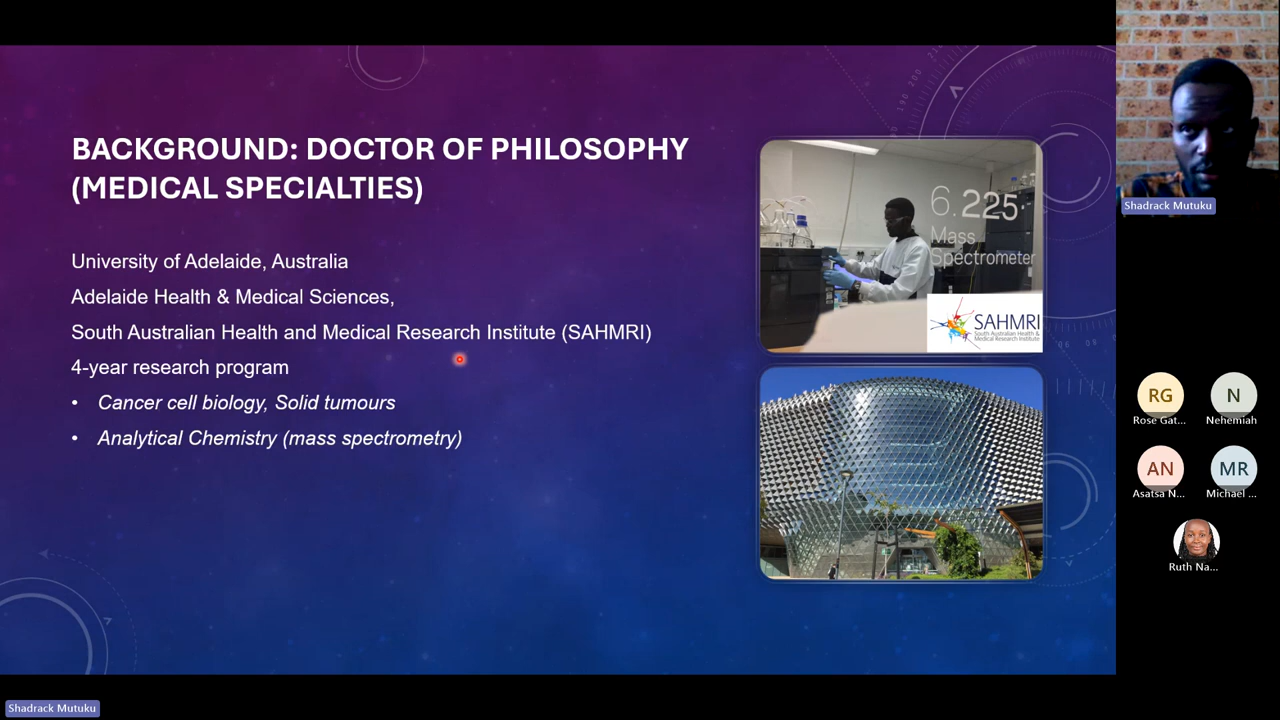 BACKGROUND: DOCTOR OF PHILOSOPHY
(MEDICAL SPECIALTIES)
University of Adelaide, Australia
Adelaide Health & Medical Sciences,
South Australian Health and Medical Research Institute (SAHMRI)
4-year research program
• Cancer cell biology, Solid tumours
• Analytical Chemistry (mass spectrometry)
6.225
Mass
Spectrometer
SAHMRI
South Australian Health &
Medical Research Institute
Shadrack Mutuku
RG
Rose Gat...
N
Nehemiah
AN
Asatsa N...
MR
Michael ...
Ruth Na...
Shadrack Mutuku